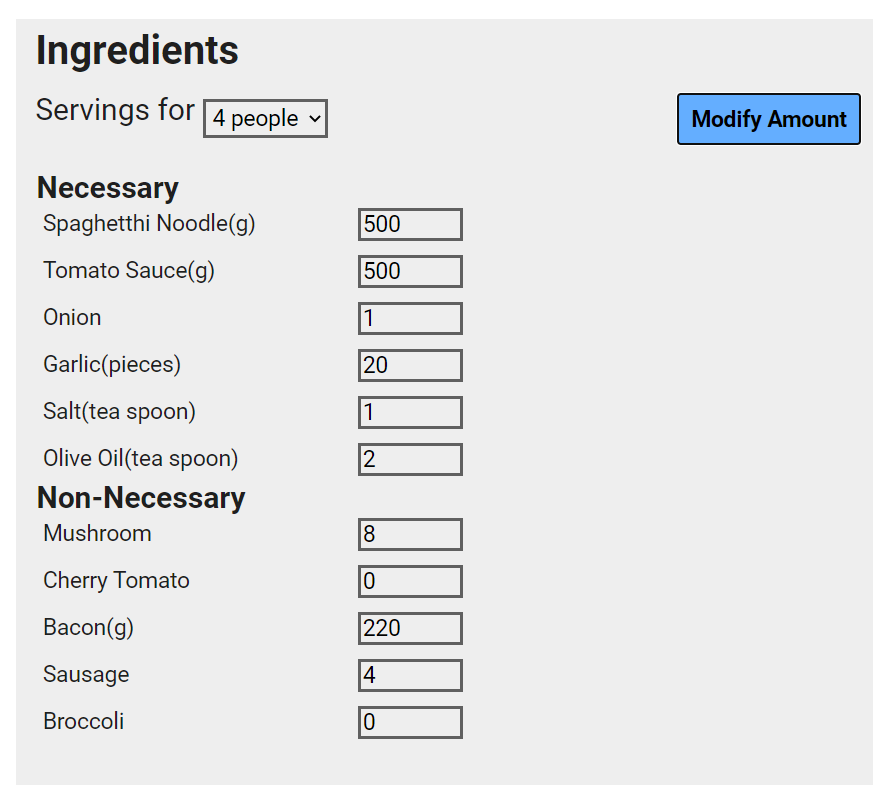 Ingredients
Servings for 4 people Modify Amount
Necessary
Spaghetthi Noodle(g) 500
Tomato Sauce(g) 500
Onion 1
Garlic(pieces) 20
Salt(tea spoon) 1
Olive Oil(tea spoon) 2
Non-Necessary
Mushroom 8
Cherry Tomato 0
Bacon(g) 220
Sausage 4
Broccoli 0